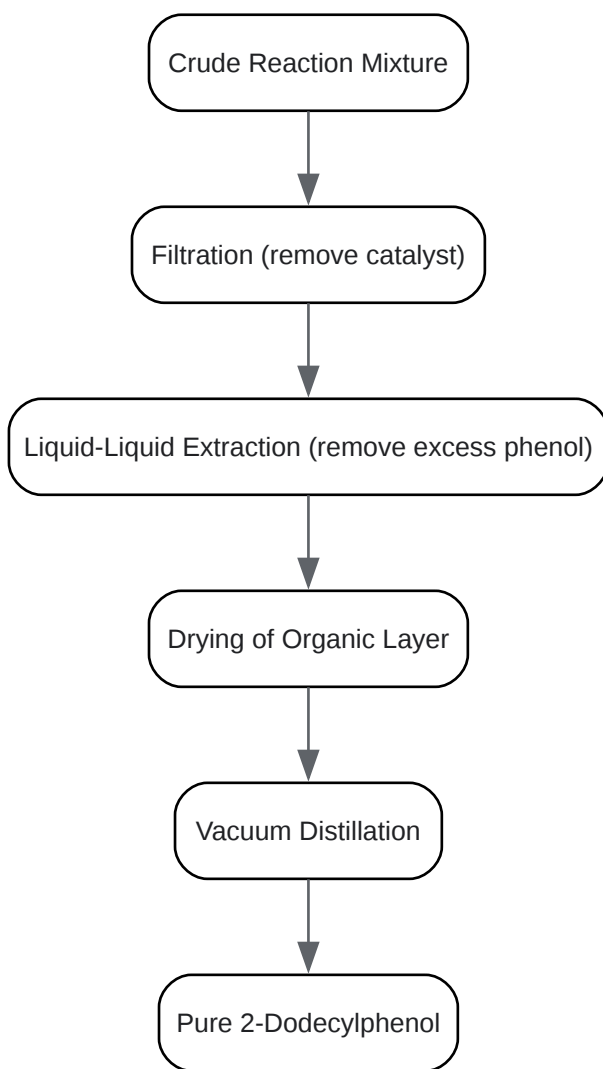 Crude Reaction Mixture
Filtration (remove catalyst)
Liquid-Liquid Extraction (remove excess phenol)
Drying of Organic Layer
Vacuum Distillation
Pure 2-Dodecylphenol